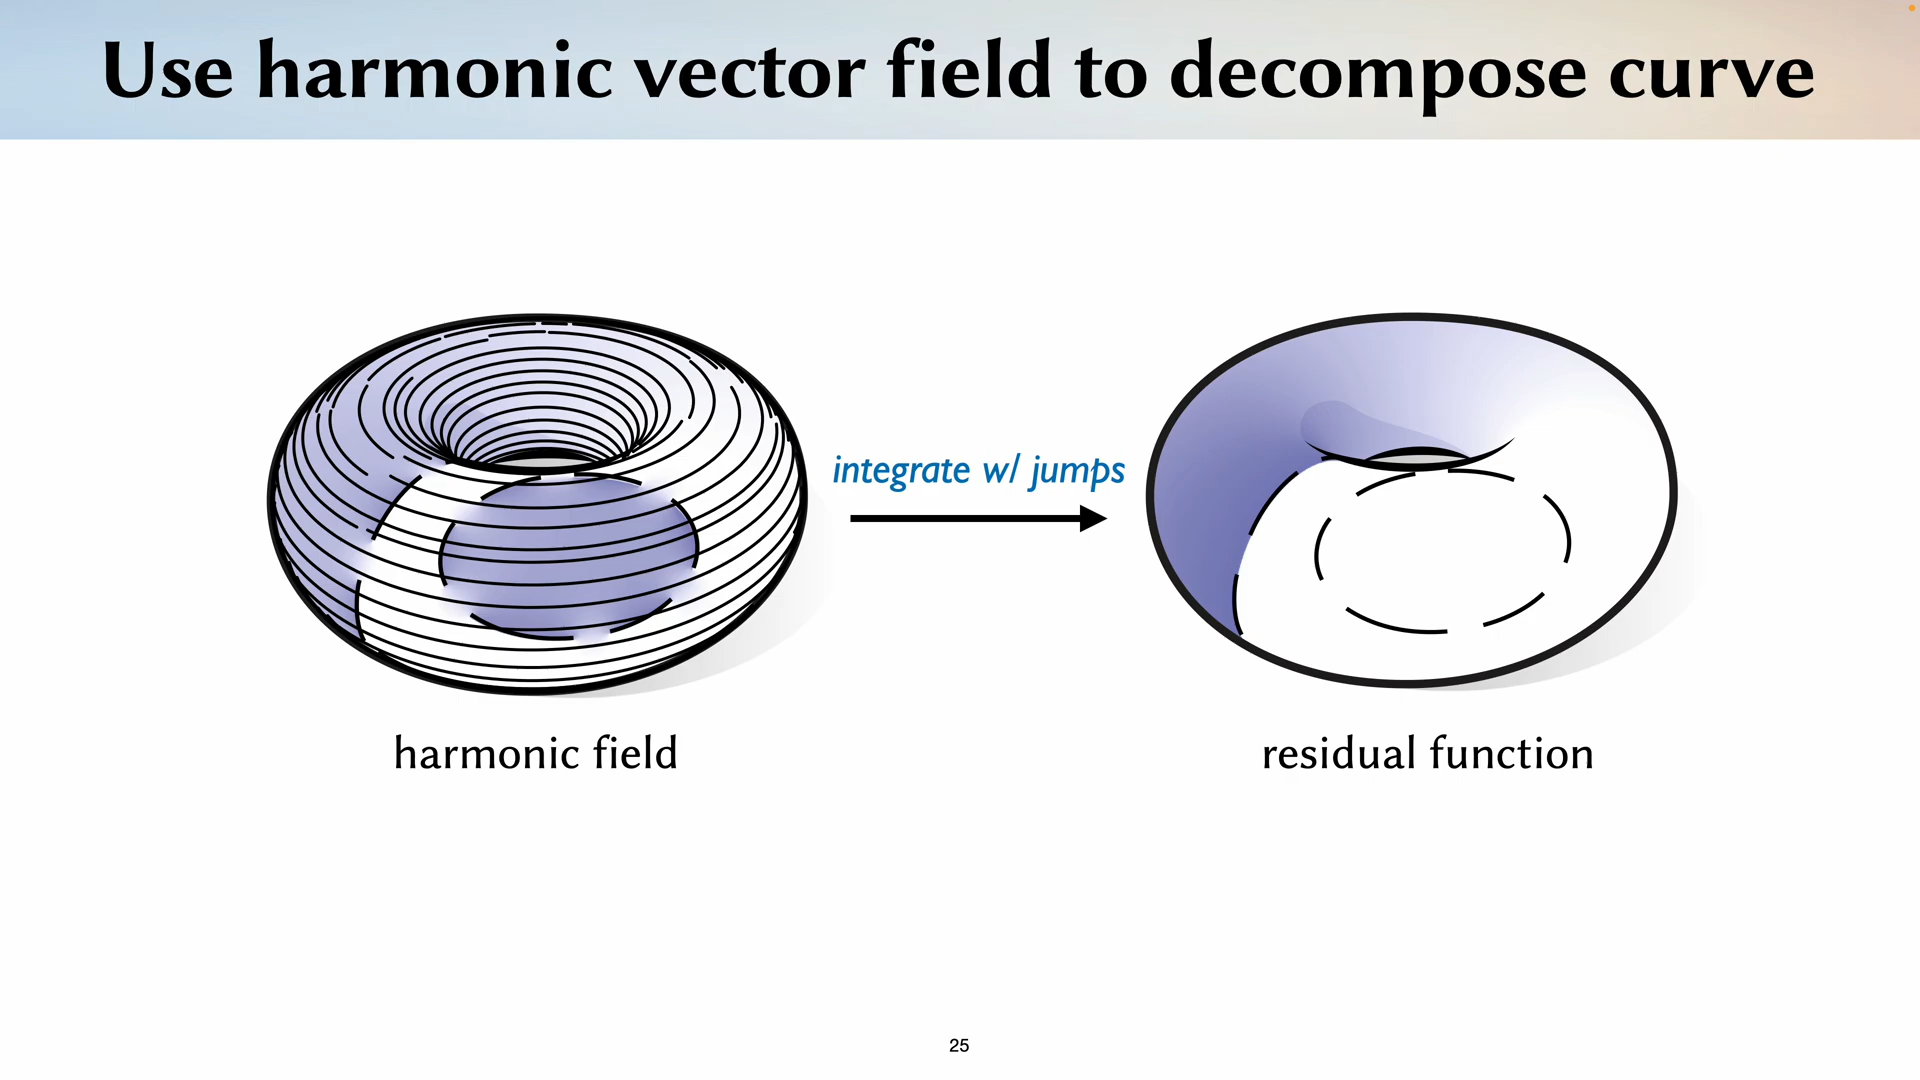 Use harmonic vector field to decompose curve
integrate w/ jumps
harmonic field
residual function
25